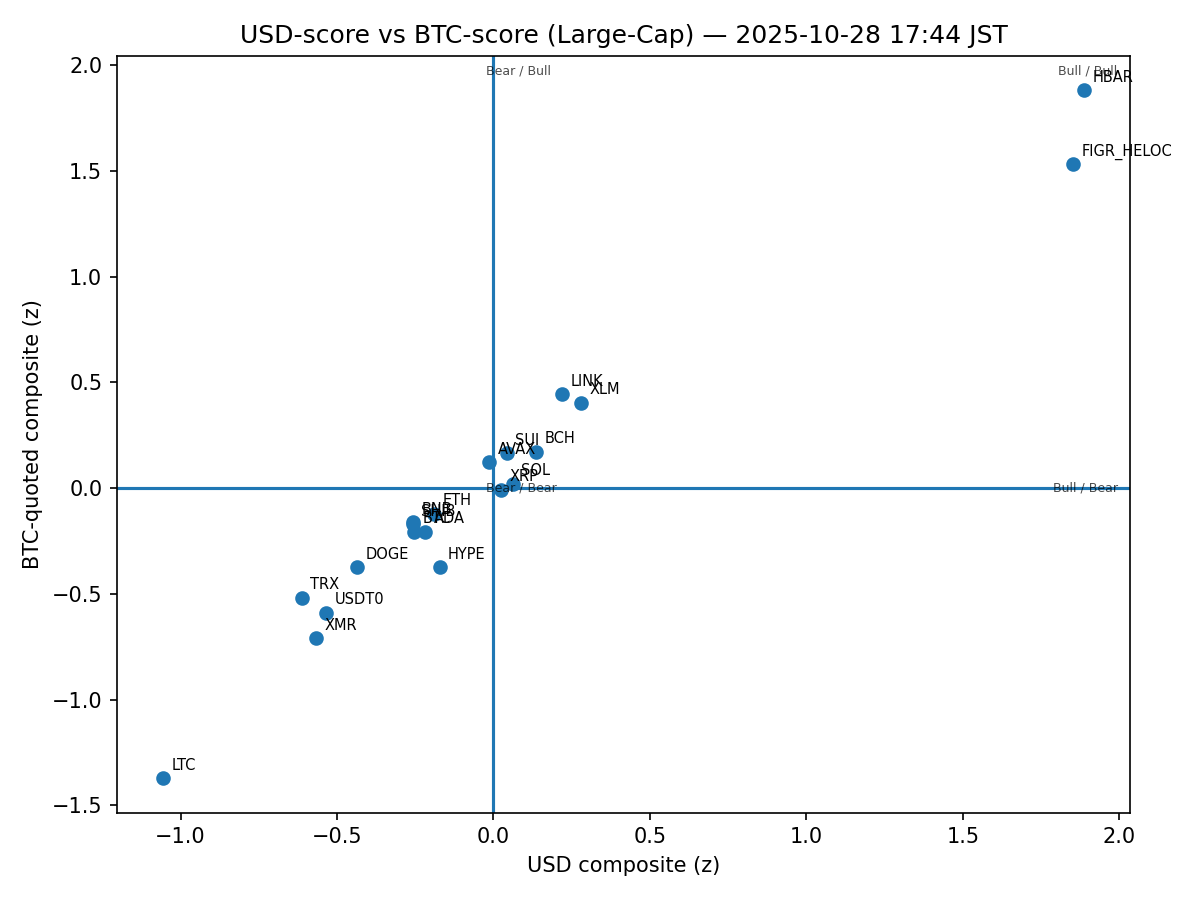 USD-score vs BTC-score (Large-Cap) — 2025-10-28 17:44 JST
BTC-quoted composite (z)
2.0
1.5
1.0
0.5
0.0
−0.5
−1.0
−1.5
Bear / Bull
Bull / Bull
HBAR
FIGR_HELOC
LINK
XLM
SUI
BCH
AVAX
SOL
XRP
Bear / Bear
Bull / Bear
ETH
BNB
SHIB
BTC
ADA
DOGE
HYPE
TRX
USDT0
XMR
LTC
−1.0
−0.5
0.0
0.5
1.0
1.5
2.0
USD composite (z)